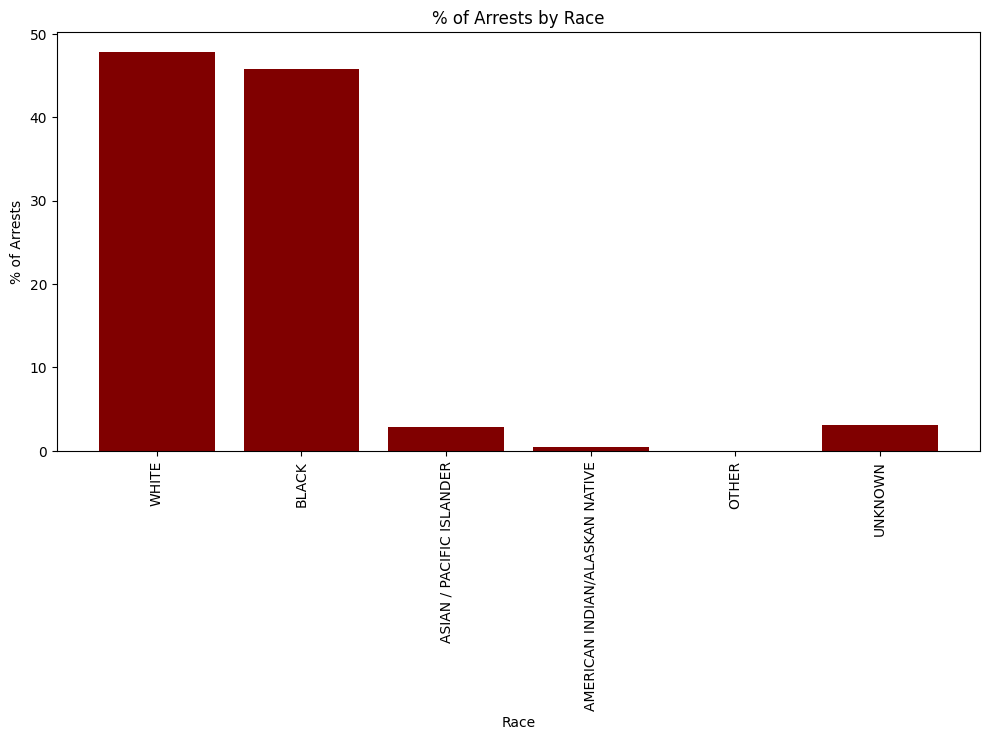 % of Arrests by Race
% of Arrests
50
40
30
20
10
0
WHITE
BLACK
ASIAN / PACIFIC ISLANDER
AMERICAN INDIAN/ALASKAN NATIVE
OTHER
UNKNOWN
Race